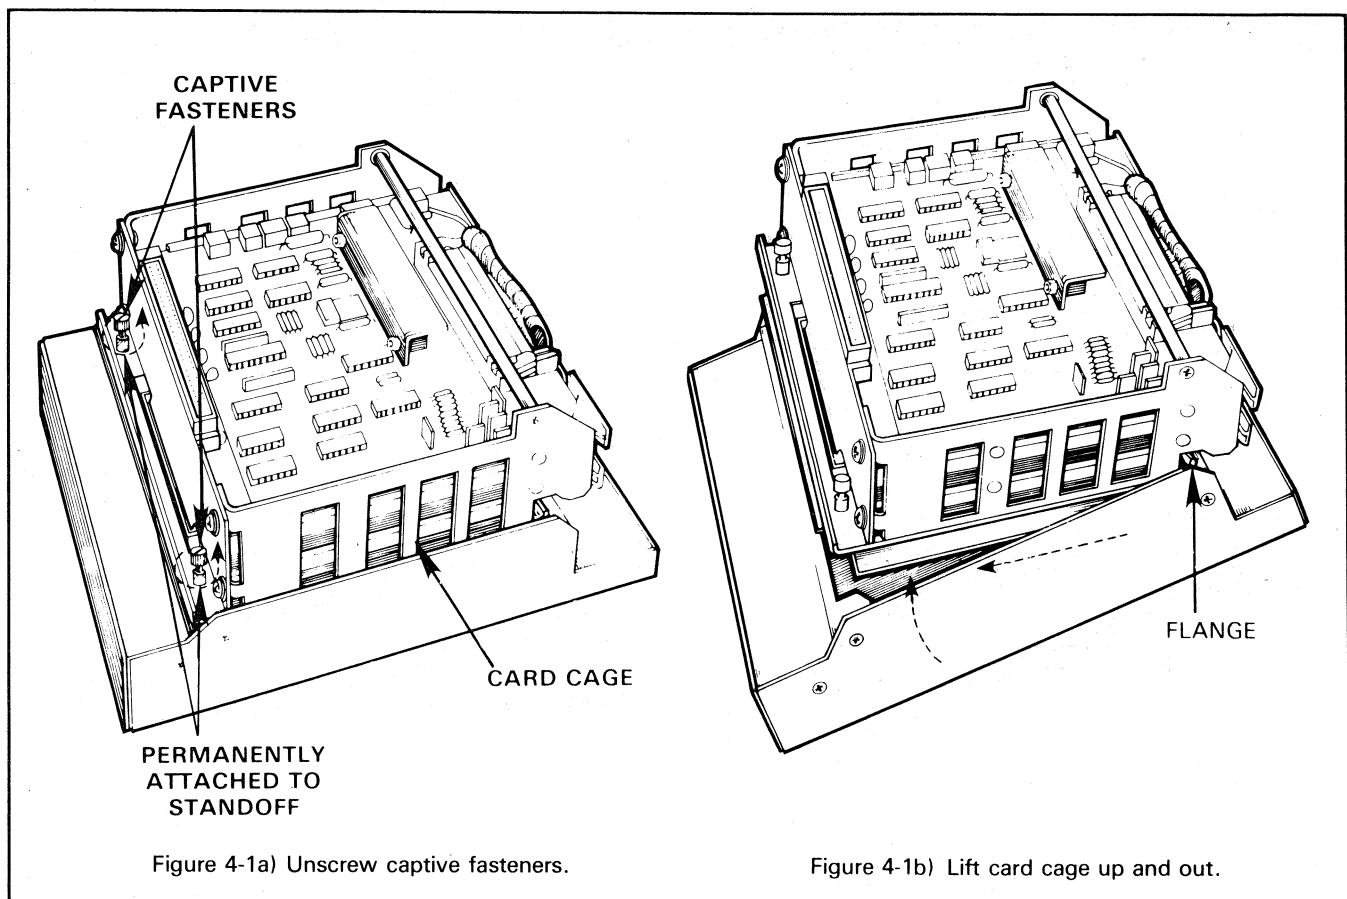 CAPTIVE
FASTENERS
CARD CAGE
PERMANENTLY
ATTACHED TO
STANDOFF
Figure 4-1a) Unscrew captive fasteners.
FLANGE
Figure 4-1b) Lift card cage up and out.